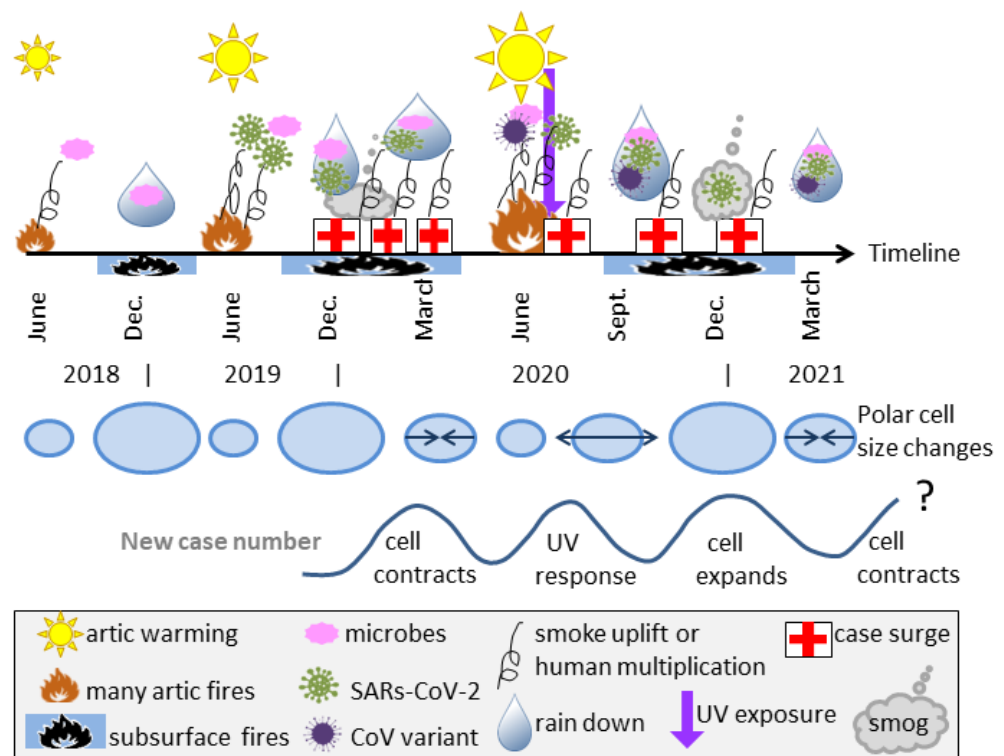 Timeline
June
Dec.
June
Dec.
March
June
Sept.
Dec.
March
2018 |
2019 |
2020 |
2021
Polar cell
size changes
?
New case number
cell
contracts
UV
response
cell
expands
cell
contracts
artic warming
microbes
smoke uplift or
human multiplication
case surge
many artic fires
SARs-CoV-2
rain down
UV exposure
smog
subsurface fires
CoV variant